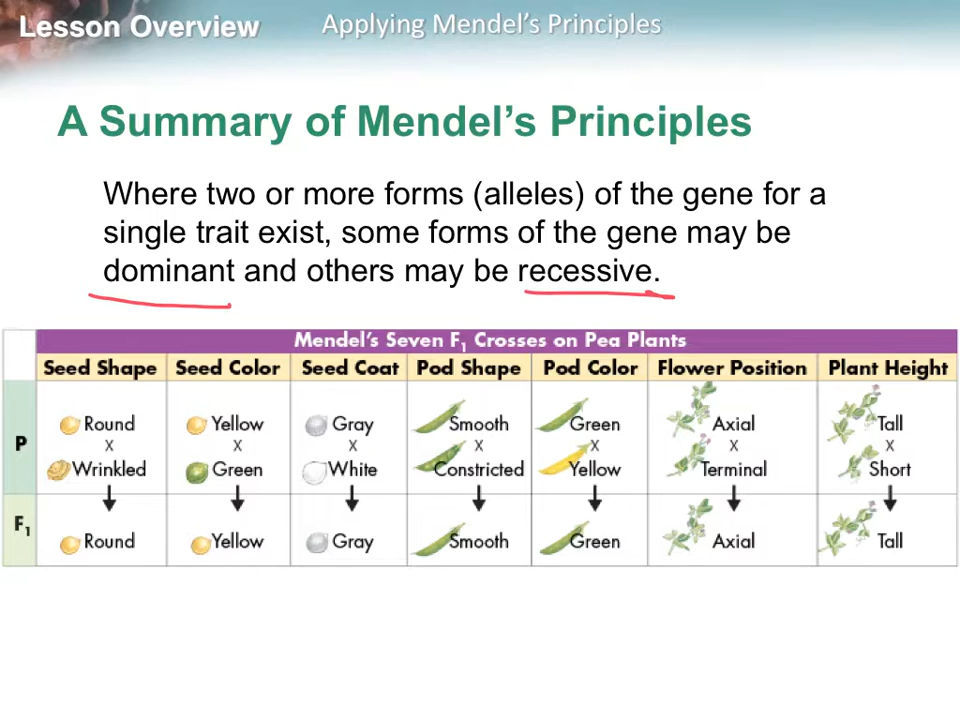 Lesson Overview Applying Mendel's Principles
A Summary of Mendel's Principles
Where two or more forms (alleles) of the gene for a
single trait exist, some forms of the gene may be
dominant and others may be recessive.
Mendel's Seven F1 Crosses on Pea Plants
Seed Shape Seed Color Seed Coat Pod Shape Pod Color Flower Position Plant Height
P
Round Yellow Gray Smooth Green Axial Tall
X X X X X X X
Wrinkled Green White Constricted Yellow Terminal Short
F1
Round Yellow Gray Smooth Green Axial Tall